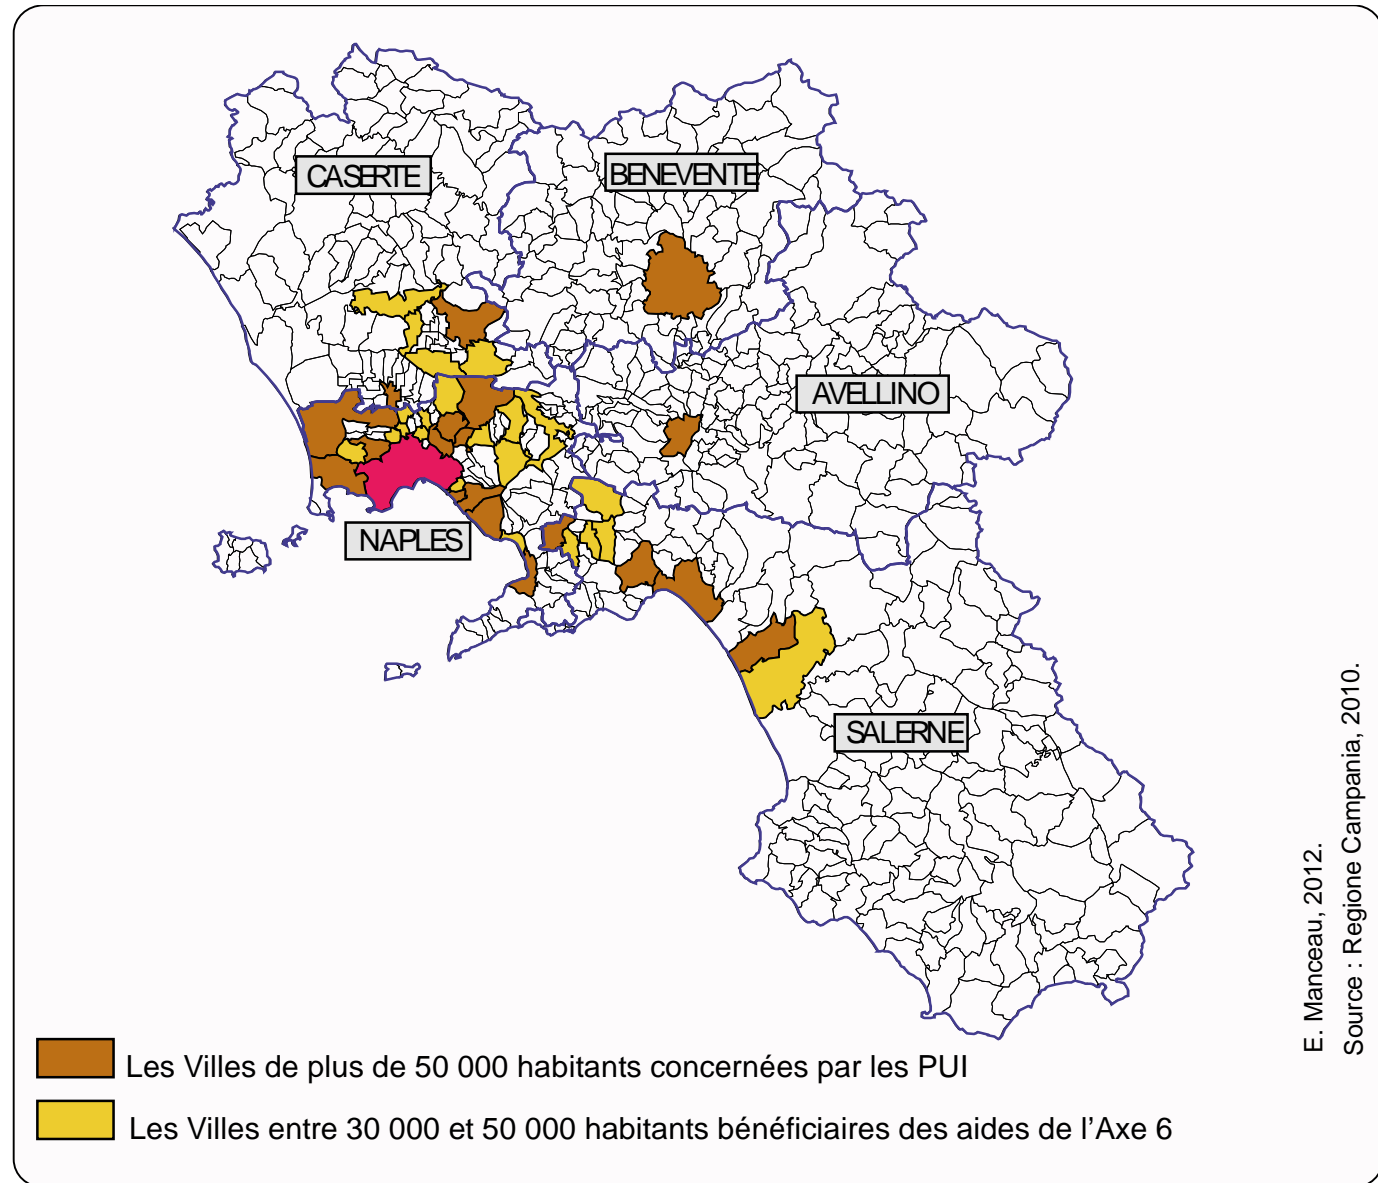 CASERTE
BENEVENTE
AVELLINO
NAPLES
SALERNE
E. Manceau, 2012.
Source : Regione Campania, 2010.
Les Villes de plus de 50 000 habitants concernées par les PUI
Les Villes entre 30 000 et 50 000 habitants bénéficiaires des aides de l’Axe 6